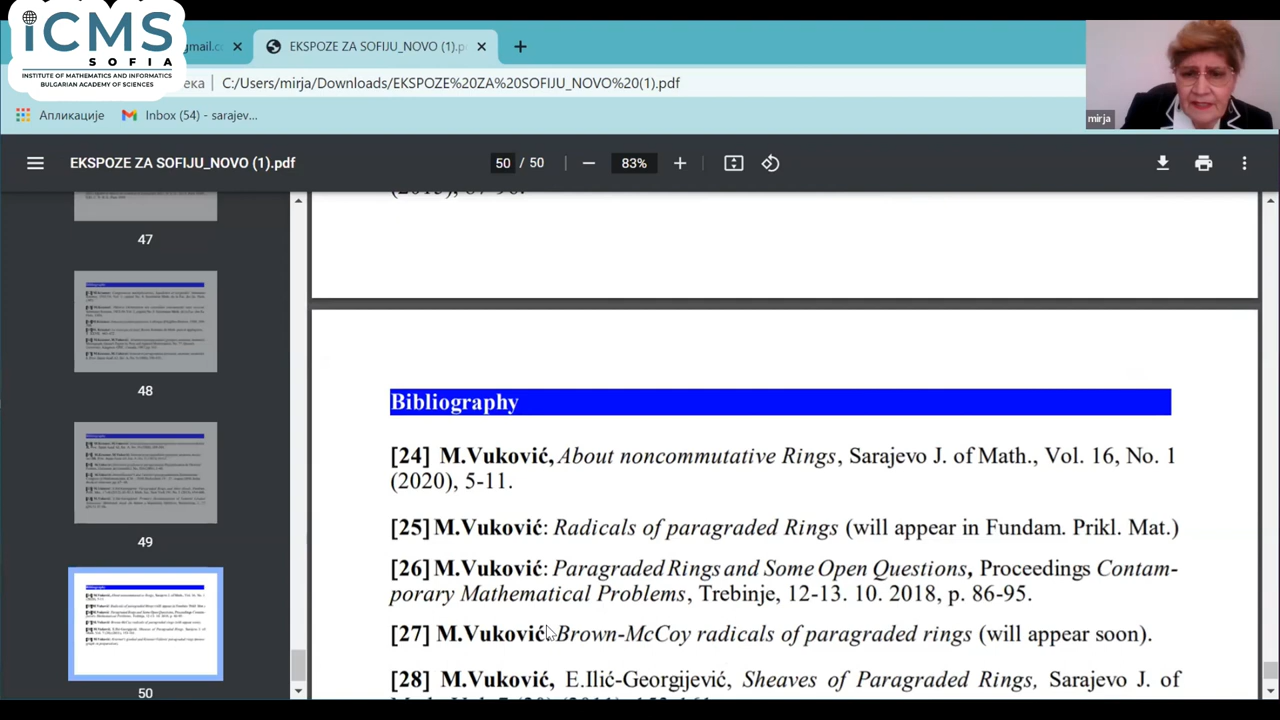 iCMS
SOFIA
INSTITUTE OF MATHEMATICS AND INFORMATICS
BULGARIAN ACADEMY OF SCIENCES
gmail.c
EKSPOZE ZA SOFIJU_NOVO (1).p
C:/Users/mirja/Downloads/EKSPOZE%20ZA%20SOFIJU_NOVO%20(1).pdf
Апликације
Inbox (54) - sarajev...
mirja
EKSPOZE ZA SOFIJU_NOVO (1).pdf
50 / 50
83%
47
48
49
50
Bibliography
[24] M.Vuković, About noncommutative Rings, Sarajevo J. of Math., Vol. 16, No. 1
(2020), 5-11.
[25] M.Vuković: Radicals of paragraded Rings (will appear in Fundam. Prikl. Mat.)
[26] M.Vuković: Paragraded Rings and Some Open Questions, Proceedings Contam-
porary Mathematical Problems, Trebinje, 12-13. 10. 2018, p. 86-95.
[27] M.Vuković: Brown-McCoy radicals of paragraded rings (will appear soon).
[28] M.Vuković, E.Ilić-Georgijević, Sheaves of Paragraded Rings, Sarajevo J. of